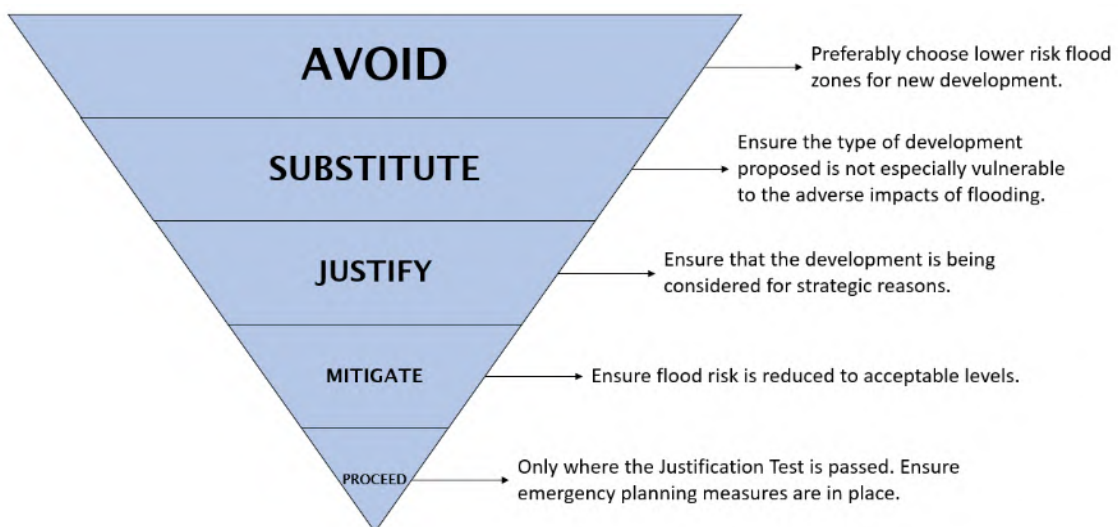 AVOID
Preferably choose lower risk flood
zones for new development.
SUBSTITUTE
Ensure the type of development
proposed is not especially vulnerable
to the adverse impacts of flooding.
JUSTIFY
Ensure that the development is being
considered for strategic reasons.
MITIGATE
Ensure flood risk is reduced to acceptable levels.
PROCEED
Only where the Justification Test is passed. Ensure
emergency planning measures are in place.